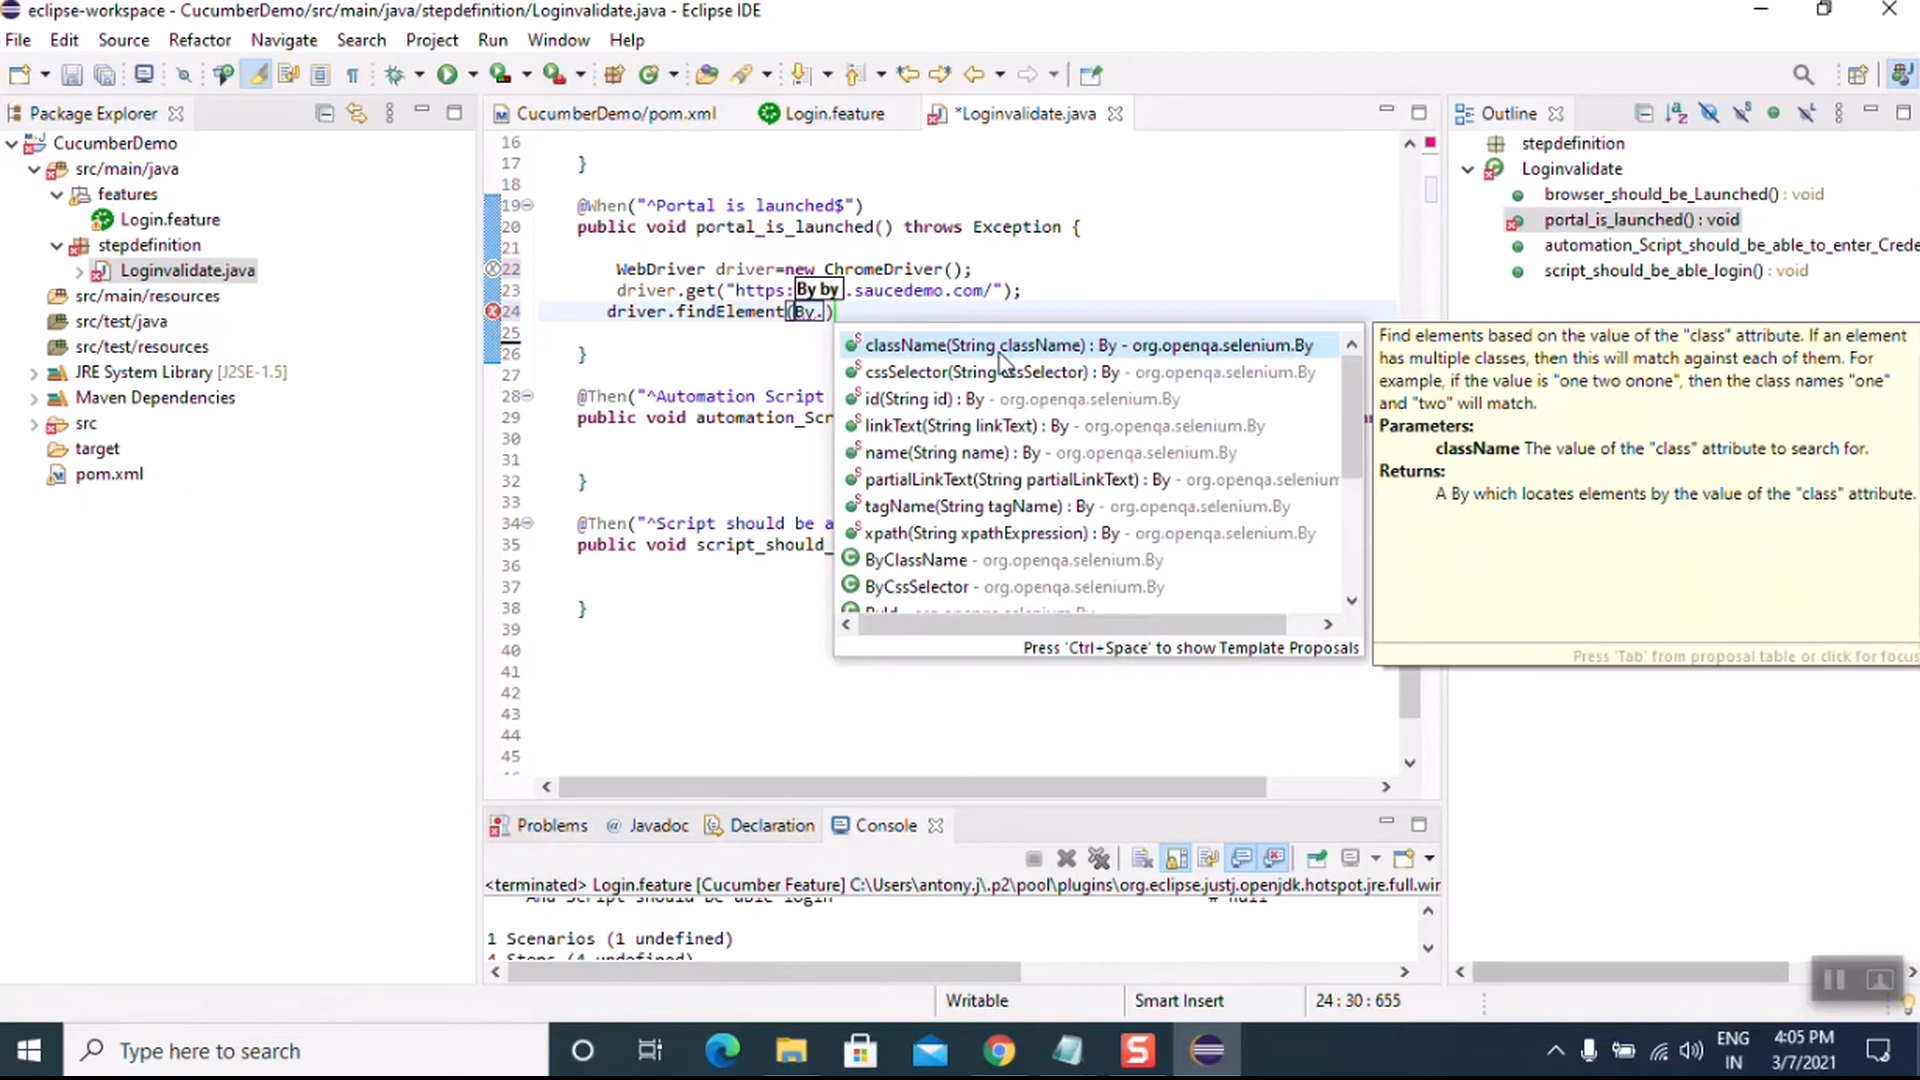 eclipse-workspace - CucumberDemo/src/main/java/stepdefinition/Loginvalidate.java - Eclipse IDE
File Edit Source Refactor Navigate Search Project Run Window Help
Package Explorer
CucumberDemo/pom.xml Login.feature *Loginvalidate.java
Outline
CucumberDemo
src/main/java
features
Login.feature
stepdefinition
Loginvalidate.java
src/main/resources
src/test/java
src/test/resources
JRE System Library [J2SE-1.5]
Maven Dependencies
src
target
pom.xml
16
17 }
18
19 @When("^Portal is launched$")
20 public void portal_is_launched() throws Exception {
21
22 WebDriver driver=new ChromeDriver();
23 driver.get("https: By by .saucedemo.com/");
24 driver.findElement(By.)
25
26 }
27
28 @Then("^Automation Script
29 public void automation_Scr
30
31
32 }
33
34 @Then("^Script should be a
35 public void script_should_
36
37
38 }
39
40
41
42
43
44
45
className(String className) : By - org.openqa.selenium.By
cssSelector(String cssSelector) : By - org.openqa.selenium.By
id(String id) : By - org.openqa.selenium.By
linkText(String linkText) : By - org.openqa.selenium.By
name(String name) : By - org.openqa.selenium.By
partialLinkText(String partialLinkText) : By - org.openqa.selenium
tagName(String tagName) : By - org.openqa.selenium.By
xpath(String xpathExpression) : By - org.openqa.selenium.By
ByClassName - org.openqa.selenium.By
ByCssSelector - org.openqa.selenium.By
Press 'Ctrl+Space' to show Template Proposals
Find elements based on the value of the "class" attribute. If an element
has multiple classes, then this will match against each of them. For
example, if the value is "one two onone", then the class names "one"
and "two" will match.
Parameters:
className The value of the "class" attribute to search for.
Returns:
A By which locates elements by the value of the "class" attribute.
Press 'Tab' from proposal table or click for focus
stepdefinition
Loginvalidate
browser_should_be_Launched() : void
portal_is_launched() : void
automation_Script_should_be_able_to_enter_Crede
script_should_be_able_login() : void
Problems @ Javadoc Declaration Console
<terminated> Login.feature [Cucumber Feature] C:\Users\antony.j\.p2\pool\plugins\org.eclipse.justj.openjdk.hotspot.jre.full.wir
And Script should be able login # null
1 Scenarios (1 undefined)
4 Steps (4 undefined)
Writable Smart Insert 24 : 30 : 655
Type here to search
ENG
IN
4:05 PM
3/7/2021